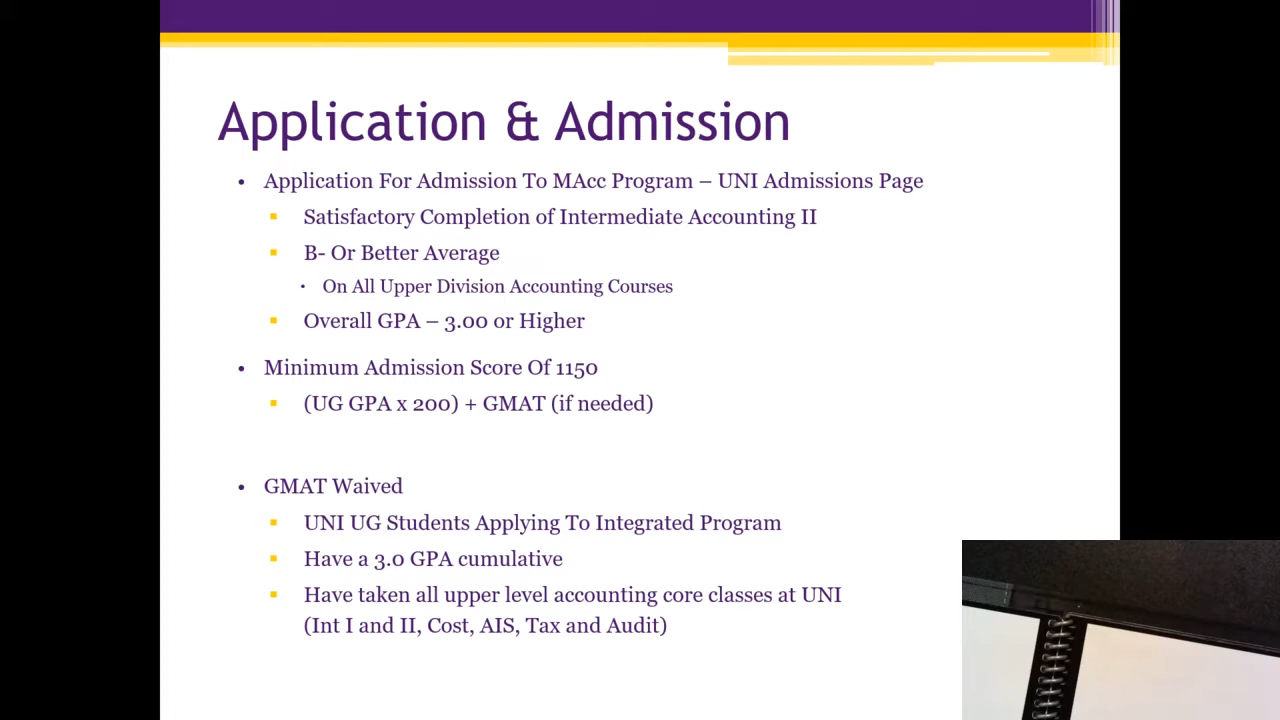 Application & Admission
• Application For Admission To MAcc Program – UNI Admissions Page
▪ Satisfactory Completion of Intermediate Accounting II
▪ B- Or Better Average
• On All Upper Division Accounting Courses
▪ Overall GPA – 3.00 or Higher
• Minimum Admission Score Of 1150
▪ (UG GPA x 200) + GMAT (if needed)
• GMAT Waived
▪ UNI UG Students Applying To Integrated Program
▪ Have a 3.0 GPA cumulative
▪ Have taken all upper level accounting core classes at UNI
(Int I and II, Cost, AIS, Tax and Audit)